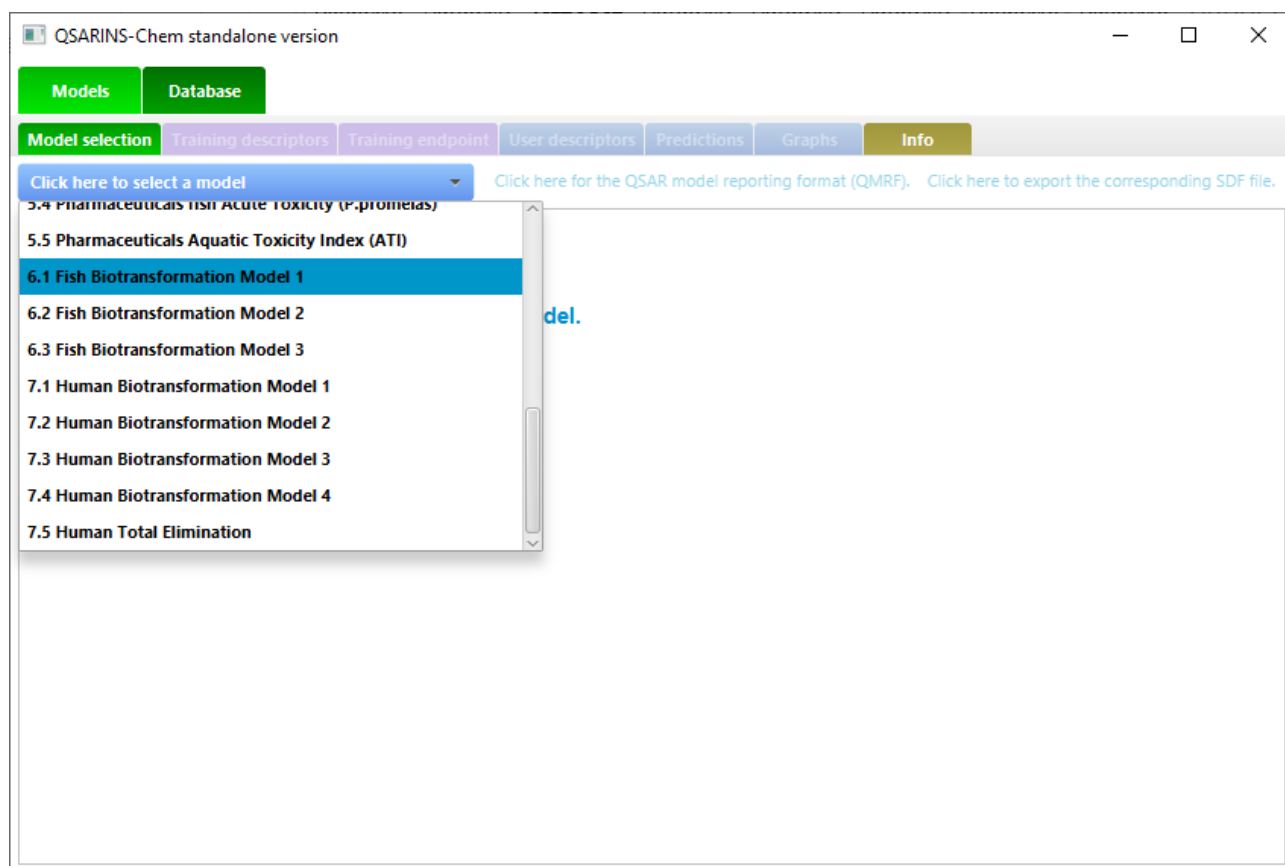 QSARINS-Chem standalone version
Models Database
Model selection Training descriptors Training endpoint User descriptors Predictions Graphs Info
Click here to select a model Click here for the QSAR model reporting format (QMRF). Click here to export the corresponding SDF file.
5.4 Pharmaceuticals fish Acute Toxicity (P.promelas)
5.5 Pharmaceuticals Aquatic Toxicity Index (ATI)
6.1 Fish Biotransformation Model 1
6.2 Fish Biotransformation Model 2
del.
6.3 Fish Biotransformation Model 3
7.1 Human Biotransformation Model 1
7.2 Human Biotransformation Model 2
7.3 Human Biotransformation Model 3
7.4 Human Biotransformation Model 4
7.5 Human Total Elimination